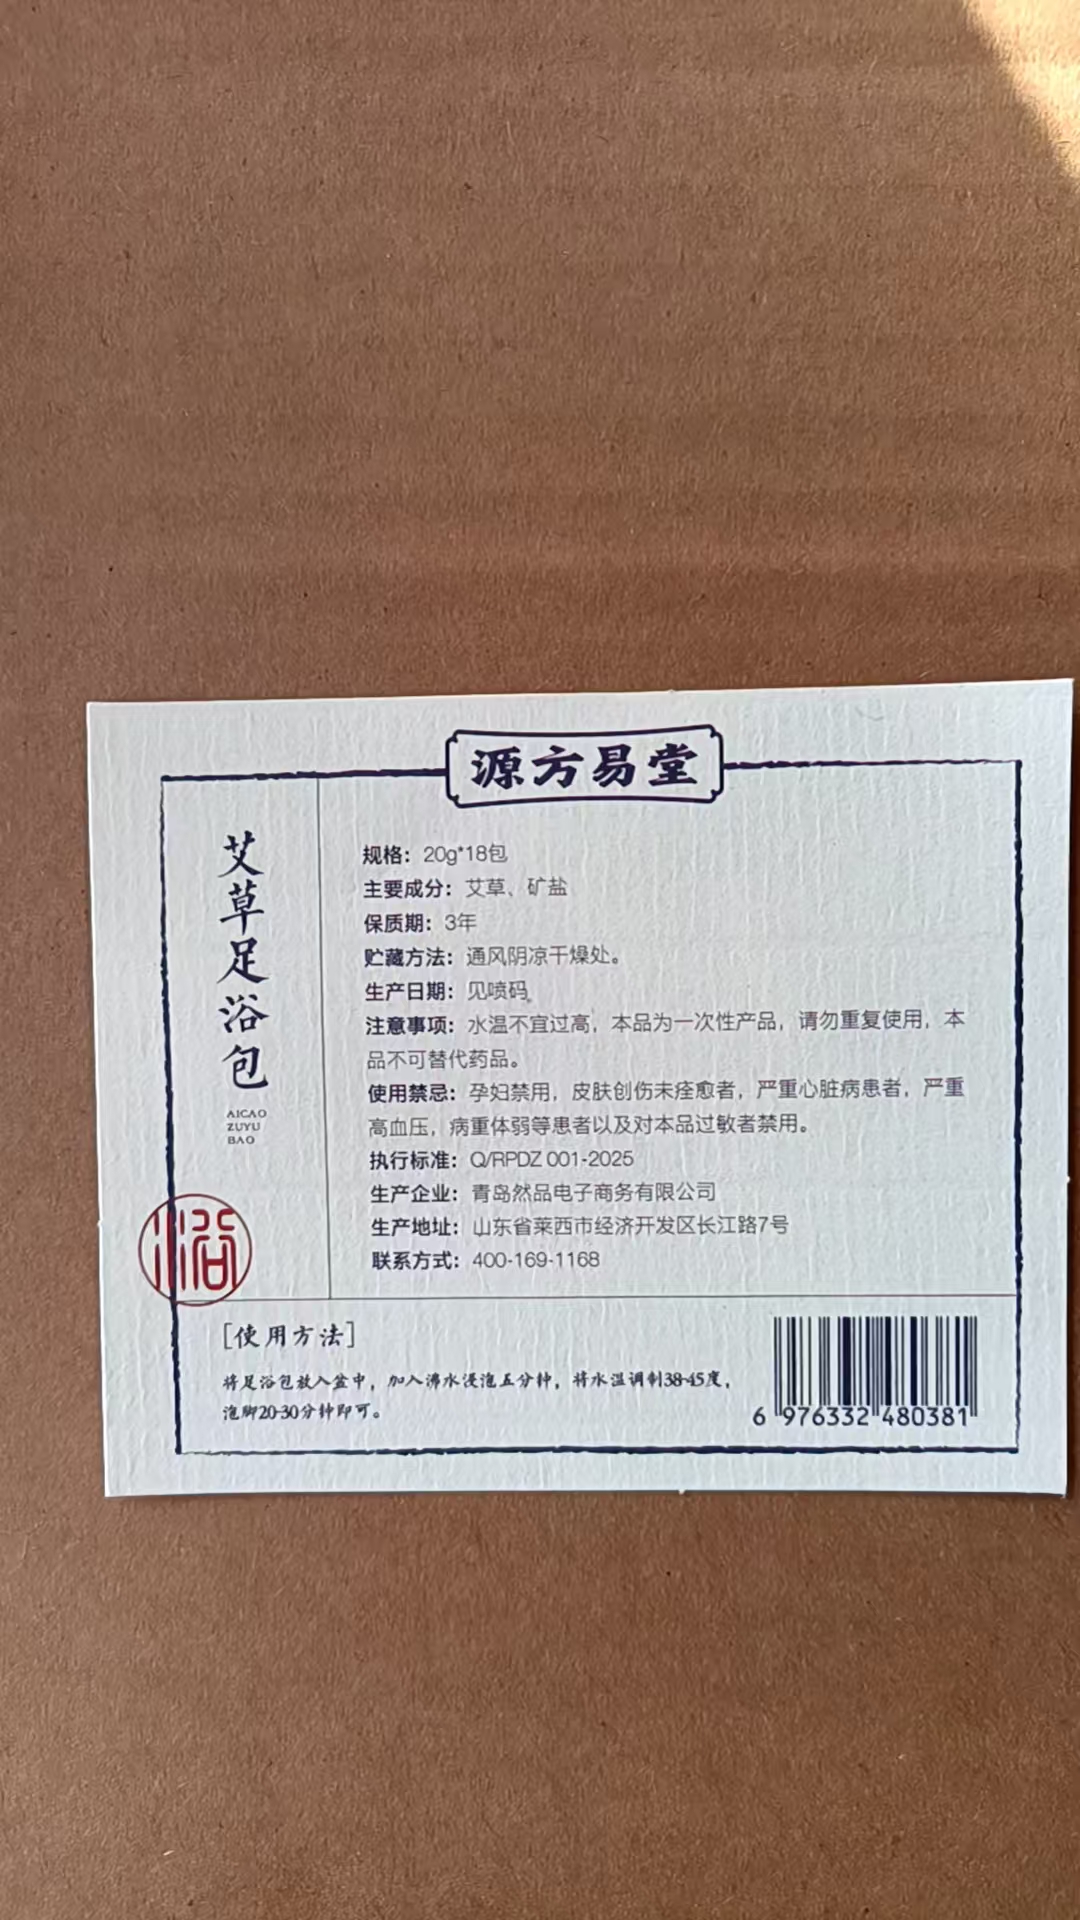 源方易堂
艾草足浴包
AICAO
ZUYU
BAO
浴
规格：20g*18包
主要成分：艾草、矿盐
保质期：3年
贮藏方法：通风阴凉干燥处。
生产日期：见喷码。
注意事项：水温不宜过高，本品为一次性产品，请勿重复使用，本
品不可替代药品。
使用禁忌：孕妇禁用，皮肤创伤未痊愈者，严重心脏病患者，严重
高血压，病重体弱等患者以及对本品过敏者禁用。
执行标准：Q/RPDZ 001-2025
生产企业：青岛然品电子商务有限公司
生产地址：山东省莱西市经济开发区长江路7号
联系方式：400-169-1168
［使用方法］
将足浴包放入盆中，加入沸水浸泡五分钟，将水温调制38-45度，
泡脚20-30分钟即可。
6 976332 480381